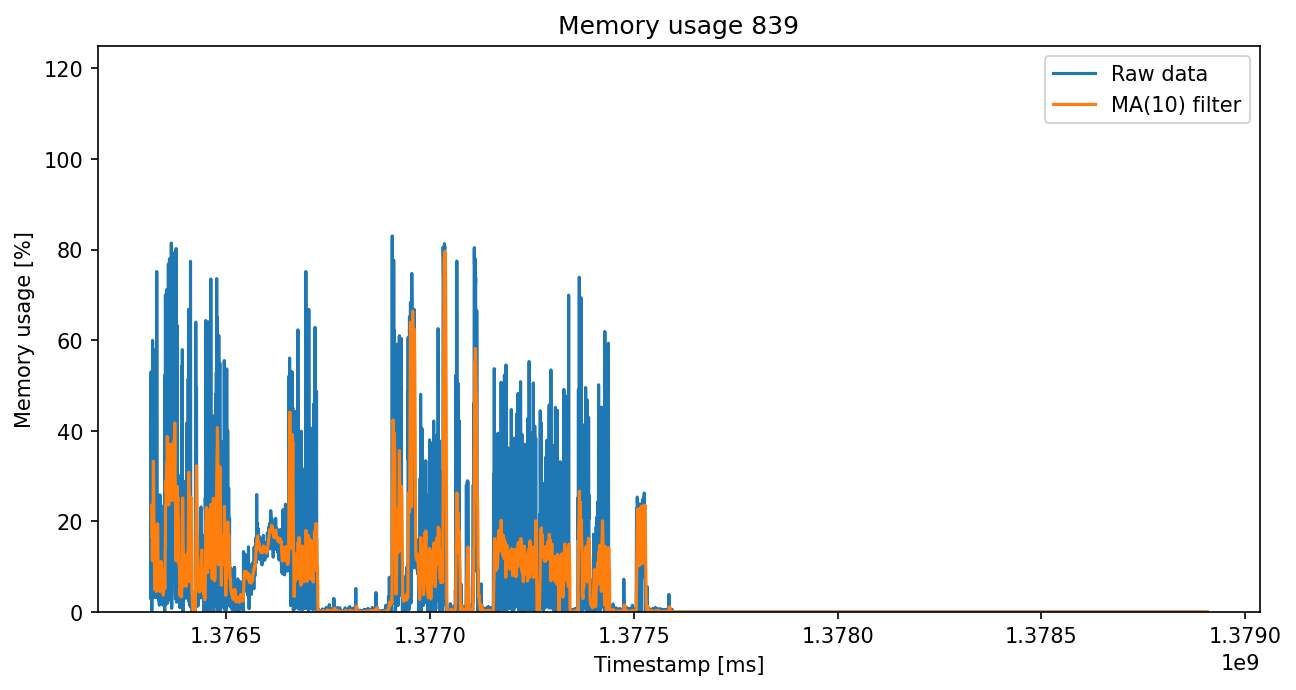 Memory usage 839
Raw data
MA(10) filter
Memory usage [%]
120
100
80
60
40
20
0
1.3765 1.3770 1.3775 1.3780 1.3785 1.3790
1e9
Timestamp [ms]